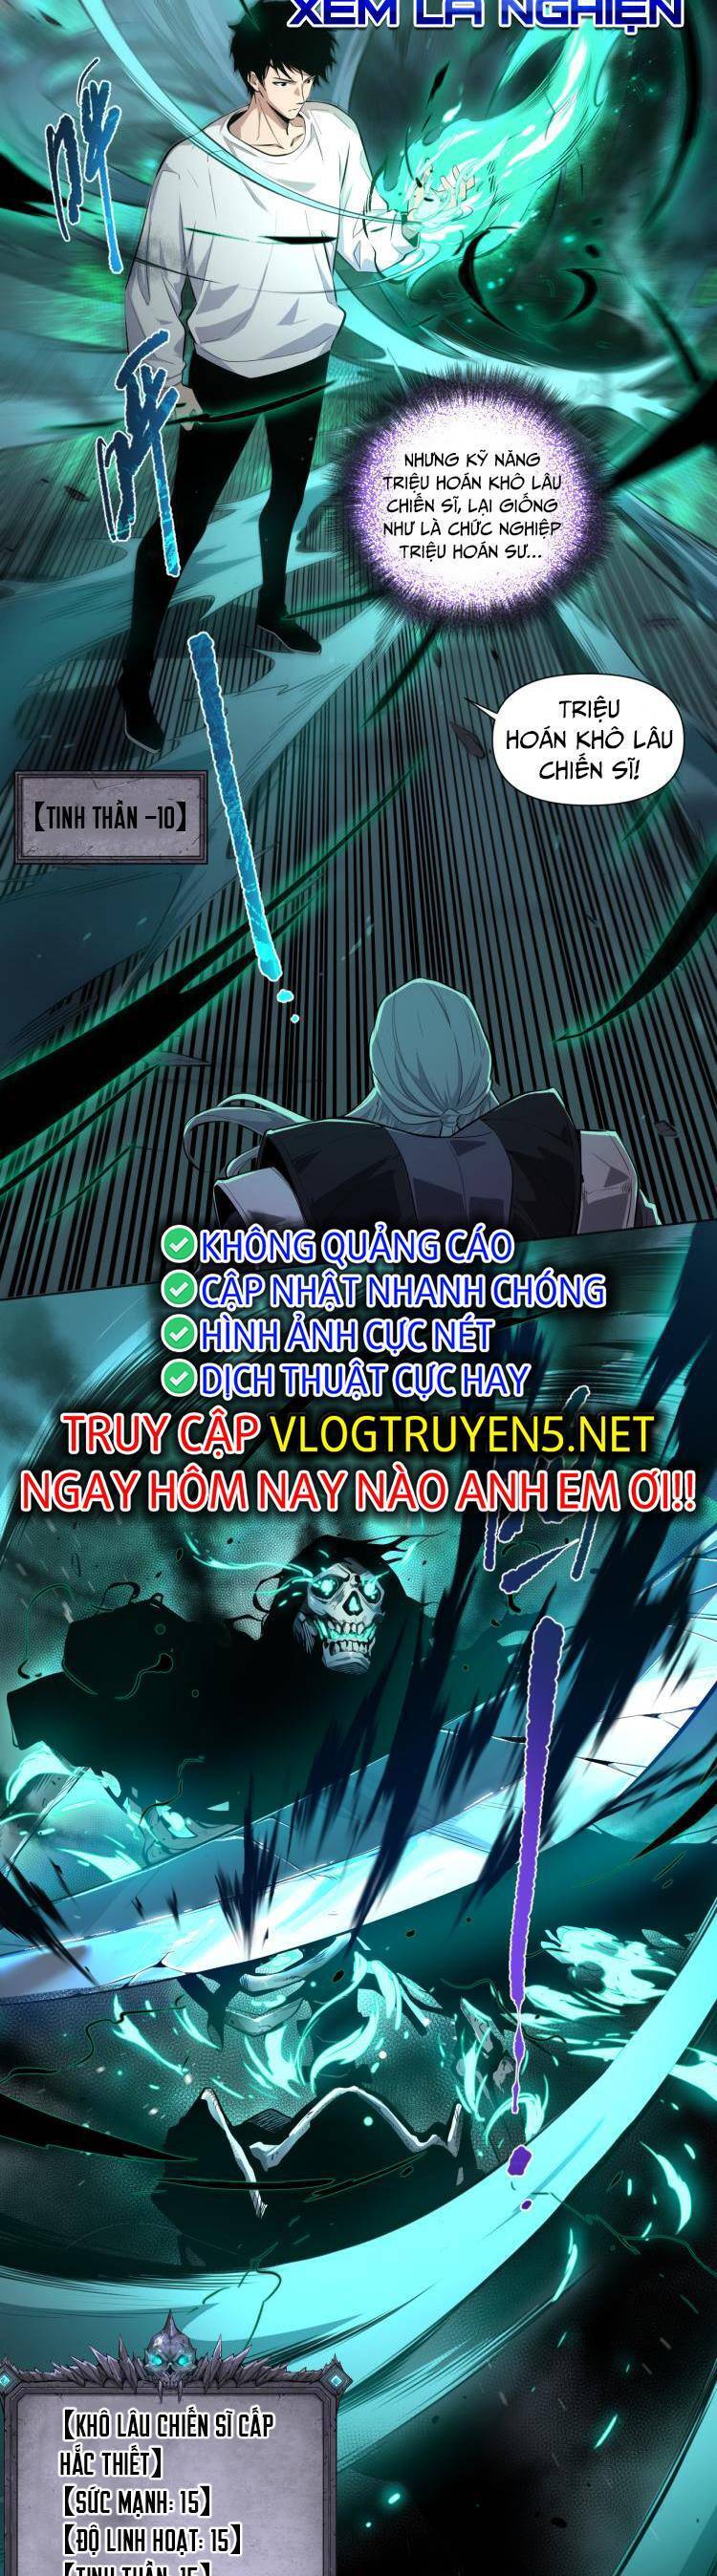 XEM LÀ NGHIỆN
NHƯNG KỸ NĂNG
TRIỆU HOÁN KHÔ LÂU
CHIẾN SĨ, LẠI GIỐNG
NHƯ LÀ CHỨC NGHIỆP
TRIỆU HOÁN SƯ...
TRIỆU
HOÁN KHÔ LÂU
CHIẾN SĨ!
【TINH THẦN -10】
KHÔNG QUẢNG CÁO
CẬP NHẬT NHANH CHÓNG
HÌNH ẢNH CỰC NÉT
DỊCH THUẬT CỰC HAY
TRUY CẬP VLOGTRUYEN5.NET
NGAY HÔM NAY NÀO ANH EM ƠI!!
【KHÔ LÂU CHIẾN SĨ CẤP
HẮC THIẾT】
【SỨC MẠNH: 15】
【ĐỘ LINH HOẠT: 15】
【TINH THẦN: 15】